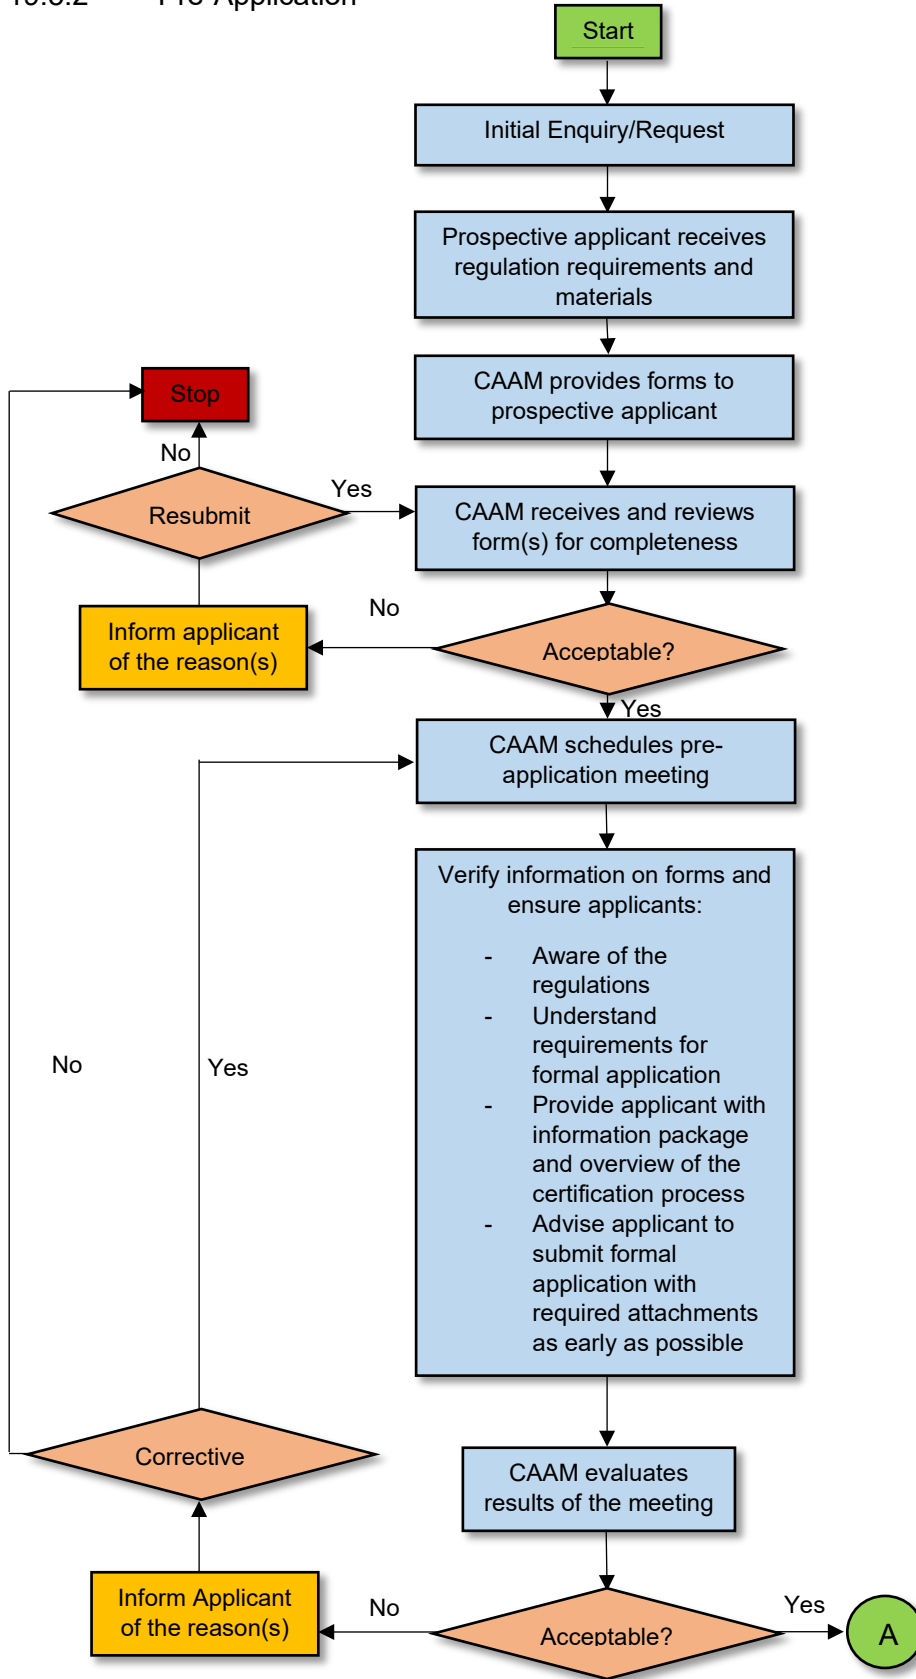 Start
Initial Enquiry/Request
Prospective applicant receives
regulation requirements and
materials
CAAM provides forms to
prospective applicant
Stop
No
Resubmit
Yes
CAAM receives and reviews
form(s) for completeness
Inform applicant
of the reason(s)
No
Acceptable?
Yes
CAAM schedules pre-
application meeting
Verify information on forms and
ensure applicants:
- Aware of the
regulations
- Understand
requirements for
formal application
- Provide applicant with
information package
and overview of the
certification process
- Advise applicant to
submit formal
application with
required attachments
as early as possible
No
Yes
Corrective
CAAM evaluates
results of the meeting
Inform Applicant
of the reason(s)
No
Acceptable?
Yes
A